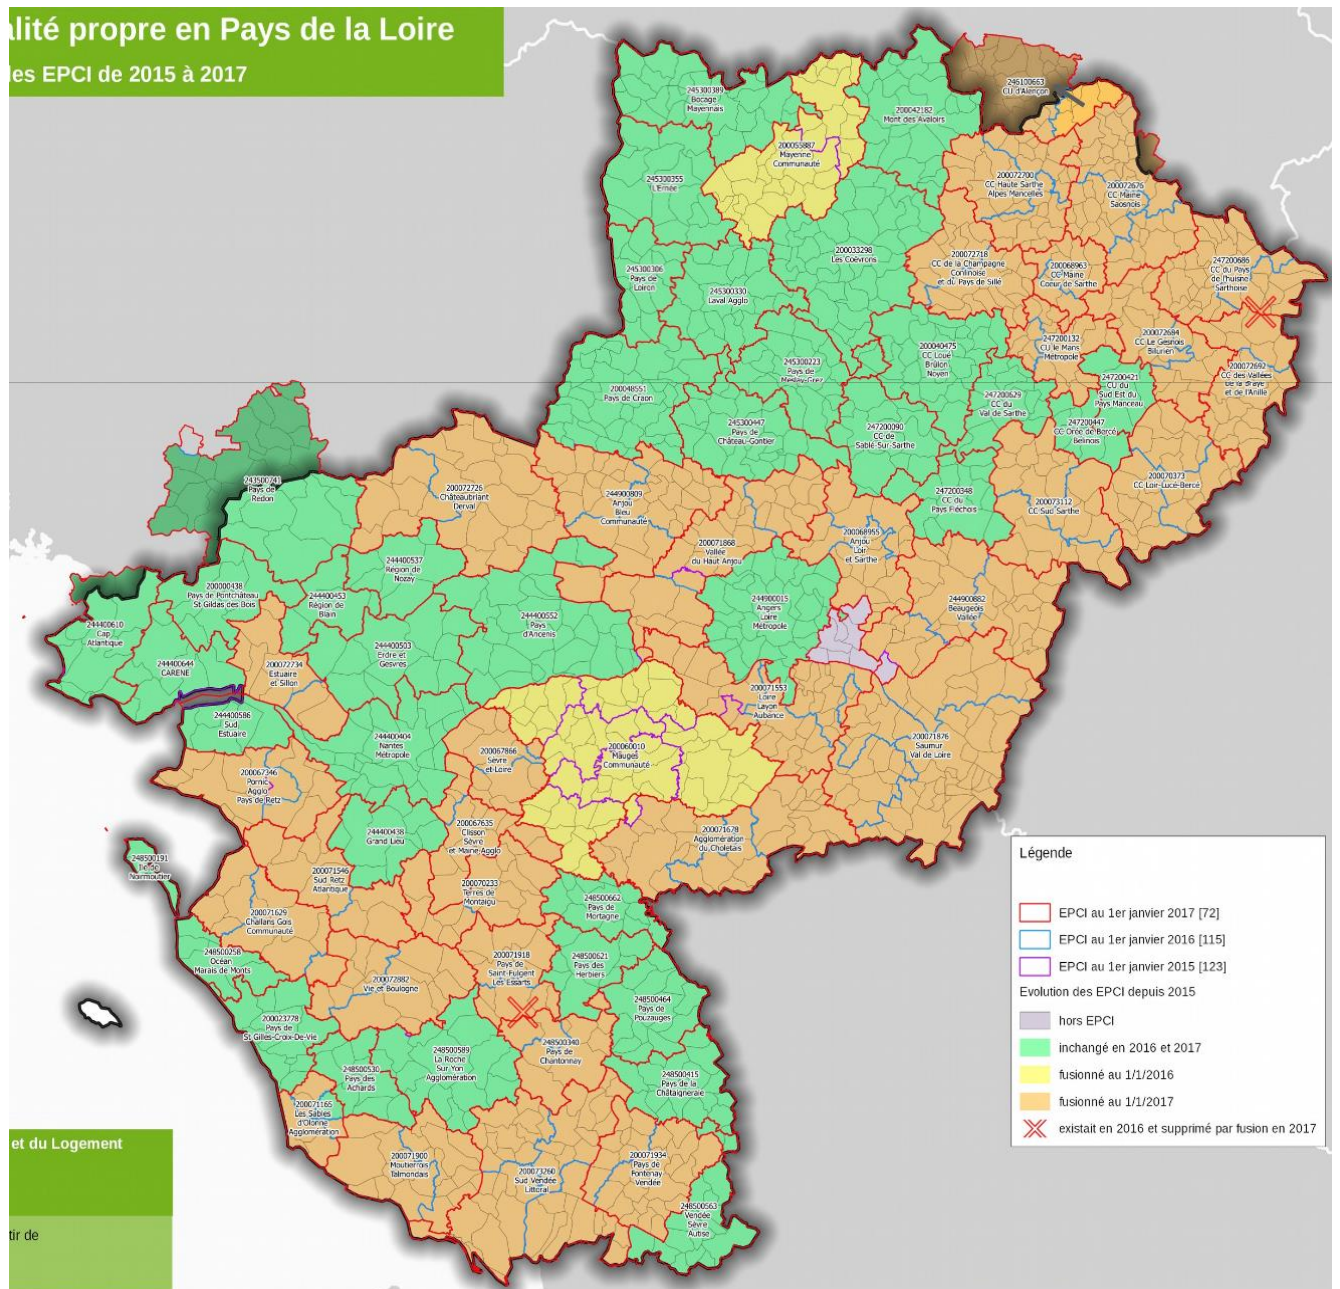 alité propre en Pays de la Loire
les EPCI de 2015 à 2017
246100663
CU d'Alençon
245300389
Bocage
Mayennais
200042182
Mont des Avaloirs
200055887
Mayenne
Communauté
245300355
L'Ernée
200072700
CC Haute Sarthe
Alpes Mancelles
200072676
CC Maine
Saosnois
200033298
Les Coëvrons
200072718
CC de la Champagne
Conlinoise
et du Pays de Sillé
200068963
CC Maine
Coeur de Sarthe
247200686
CC du Pays
de l'huisne
Sarthoise
245300306
Pays de
Loiron
245300330
Laval Agglo
247200132
CU le Mans
Métropole
200072684
CC Le Gesnois
Bilurien
200040475
CC Loué
Brûlon
Noyen
245300223
Pays de
Meslay-Grez
200072692
CC des Vallées
de la Braye
et de l'Anille
247200421
CU du
Sud Est du
Pays Manceau
200048551
Pays de Craon
247200629
CC du
Val de Sarthe
245300447
Pays de
Château-Gontier
247200090
CC de
Sablé-Sur-Sarthe
247200447
CC Orée de Bercé
Belinois
243500741
Pays de
Redon
200072726
Châteaubriant
Derval
244900809
Anjou
Bleu
Communauté
247200348
CC du
Pays Fléchois
200073112
CC Sud Sarthe
200070373
CC Loir-Lucé-Bercé
200071868
Vallée
du Haut Anjou
200068955
Anjou
Loir
et Sarthe
244400537
Région de
Nozay
200000438
Pays de Pontchâteau
St Gildas des Bois
244400453
Région de
Blain
244900015
Angers
Loire
Métropole
244900882
Beaugeois
Vallée
244400610
Cap
Atlantique
244400552
Pays
d'Ancenis
244400503
Erdre et
Gesvres
244400644
CARENE
200072734
Estuaire
et Sillon
200071553
Loire
Layon
Aubance
244400586
Sud
Estuaire
244400404
Nantes
Métropole
200067866
Sèvre
et-Loire
200060010
Mauges
Communauté
200071876
Saumur
Val de Loire
200067346
Pornic
Agglo
Pays de Retz
244400438
Grand Lieu
200067635
Clisson
Sèvre
et Maine Agglo
200071678
Agglomération
du Choletais
248500191
Ile de
Noirmoutier
200071546
Sud Retz
Atlantique
200070233
Terres de
Montaigu
248500662
Pays de
Mortagne
200071629
Challans Gois
Communauté
248500258
Océan
Marais de Monts
200071918
Pays de
Saint-Fulgent
Les Essarts
248500621
Pays des
Herbiers
200072882
Vie et Boulogne
248500464
Pays de
Pouzauges
200023778
Pays de
St Gilles-Croix-De-Vie
248500589
La Roche
Sur Yon
Agglomération
248500340
Pays de
Chantonnay
248500530
Pays des
Achards
248500415
Pays de la
Châtaigneraie
200071165
Les Sables
d'Olonne
Agglomération
200071900
Moutierrois
Talmondais
200073260
Sud Vendée
Littoral
200071934
Pays de
Fontenay
Vendée
248500563
Vendée
Sèvre
Autise
Légende
EPCI au 1er janvier 2017 [72]
EPCI au 1er janvier 2016 [115]
EPCI au 1er janvier 2015 [123]
Evolution des EPCI depuis 2015
hors EPCI
inchangé en 2016 et 2017
fusionné au 1/1/2016
fusionné au 1/1/2017
existait en 2016 et supprimé par fusion en 2017
et du Logement
tir de